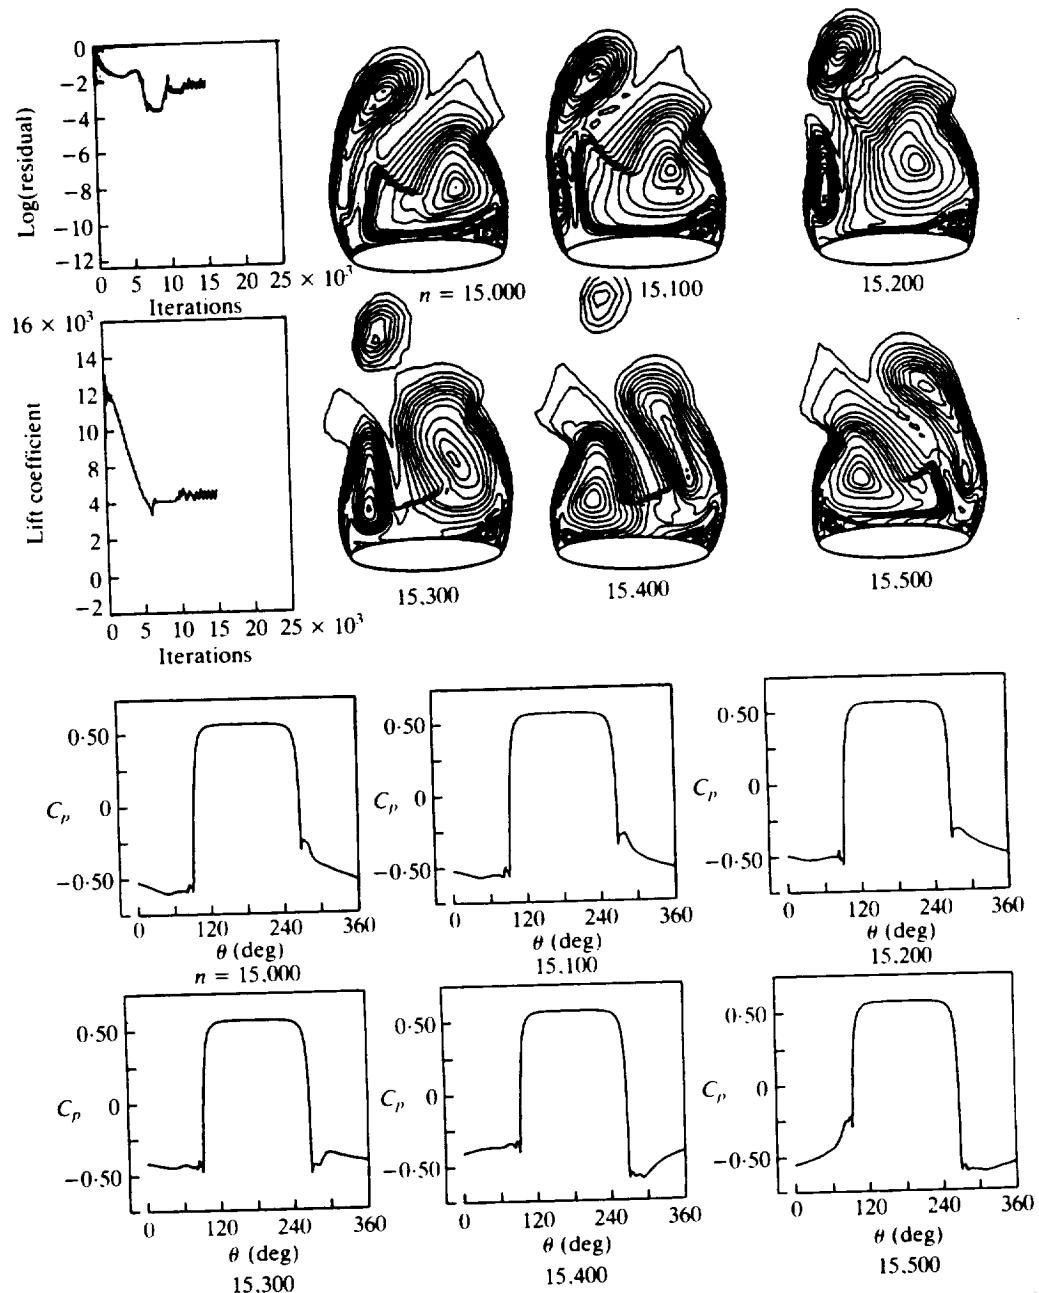 0
−2
−4
−6
−8
−10
−12
Log(residual)
0 5 10 15 20 25 × 10³
Iterations
n = 15.000
15.100
15.200
16 × 10³
14
12
10
8
6
4
2
0
−2
Lift coefficient
0 5 10 15 20 25 × 10³
Iterations
15.300
15.400
15.500
0·50
0
−0·50
C_p
0 120 240 360
θ (deg)
n = 15.000
0·50
0
−0·50
C_p
0 120 240 360
θ (deg)
15.100
0·50
0
−0·50
C_p
0 120 240 360
θ (deg)
15.200
0·50
0
−0·50
C_p
0 120 240 360
θ (deg)
15.300
0·50
0
−0·50
C_p
0 120 240 360
θ (deg)
15.400
0·50
0
−0·50
C_p
0 120 240 360
θ (deg)
15.500